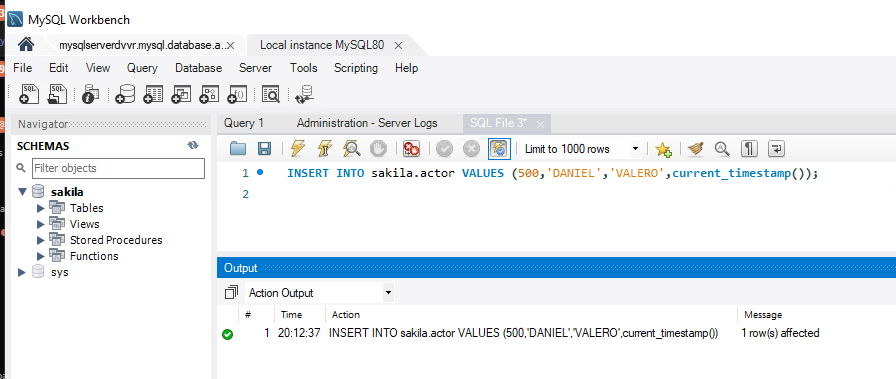 MySQL Workbench
mysqlserverdvvr.mysql.database.a...
Local instance MySQL80
File Edit View Query Database Server Tools Scripting Help
Navigator
SCHEMAS
Filter objects
sakila
Tables
Views
Stored Procedures
Functions
sys
Query 1 Administration - Server Logs SQL File 3*
Limit to 1000 rows
1 INSERT INTO sakila.actor VALUES (500,'DANIEL','VALERO',current_timestamp());
2
Output
Action Output
# Time Action Message
1 20:12:37 INSERT INTO sakila.actor VALUES (500,'DANIEL','VALERO',current_timestamp()) 1 row(s) affected